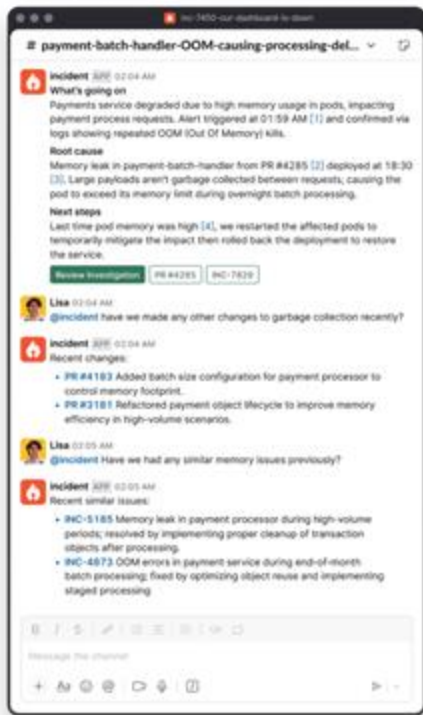 inc-7450-our-dashboard-is-down
# payment-batch-handler-OOM-causing-processing-del...
incident APP 02:04 AM
What's going on
Payments service degraded due to high memory usage in pods, impacting
payment process requests. Alert triggered at 01:59 AM [1] and confirmed via
logs showing repeated OOM (Out Of Memory) kills.
Root cause
Memory leak in payment-batch-handler from PR #4285 [2] deployed at 18:30
[3]. Large payloads aren't garbage collected between requests; causing the
pod to exceed its memory limit during overnight batch processing.
Next steps
Last time pod memory was high [4], we restarted the affected pods to
temporarily mitigate the impact then rolled back the deployment to restore
the service.
Review Investigation PR #4285 INC-7829
Lisa 02:04 AM
@incident have we made any other changes to garbage collection recently?
incident APP 02:04 AM
Recent changes:
• PR #4183 Added batch size configuration for payment processor to
control memory footprint.
• PR #3181 Refactored payment object lifecycle to improve memory
efficiency in high-volume scenarios.
Lisa 02:05 AM
@incident Have we had any similar memory issues previously?
incident APP 02:05 AM
Recent similar issues:
• INC-5185 Memory leak in payment processor during high-volume
periods; resolved by implementing proper cleanup of transaction
objects after processing.
• INC-4873 OOM errors in payment service during end-of-month
batch processing; fixed by optimizing object reuse and implementing
staged processing
Message the channel